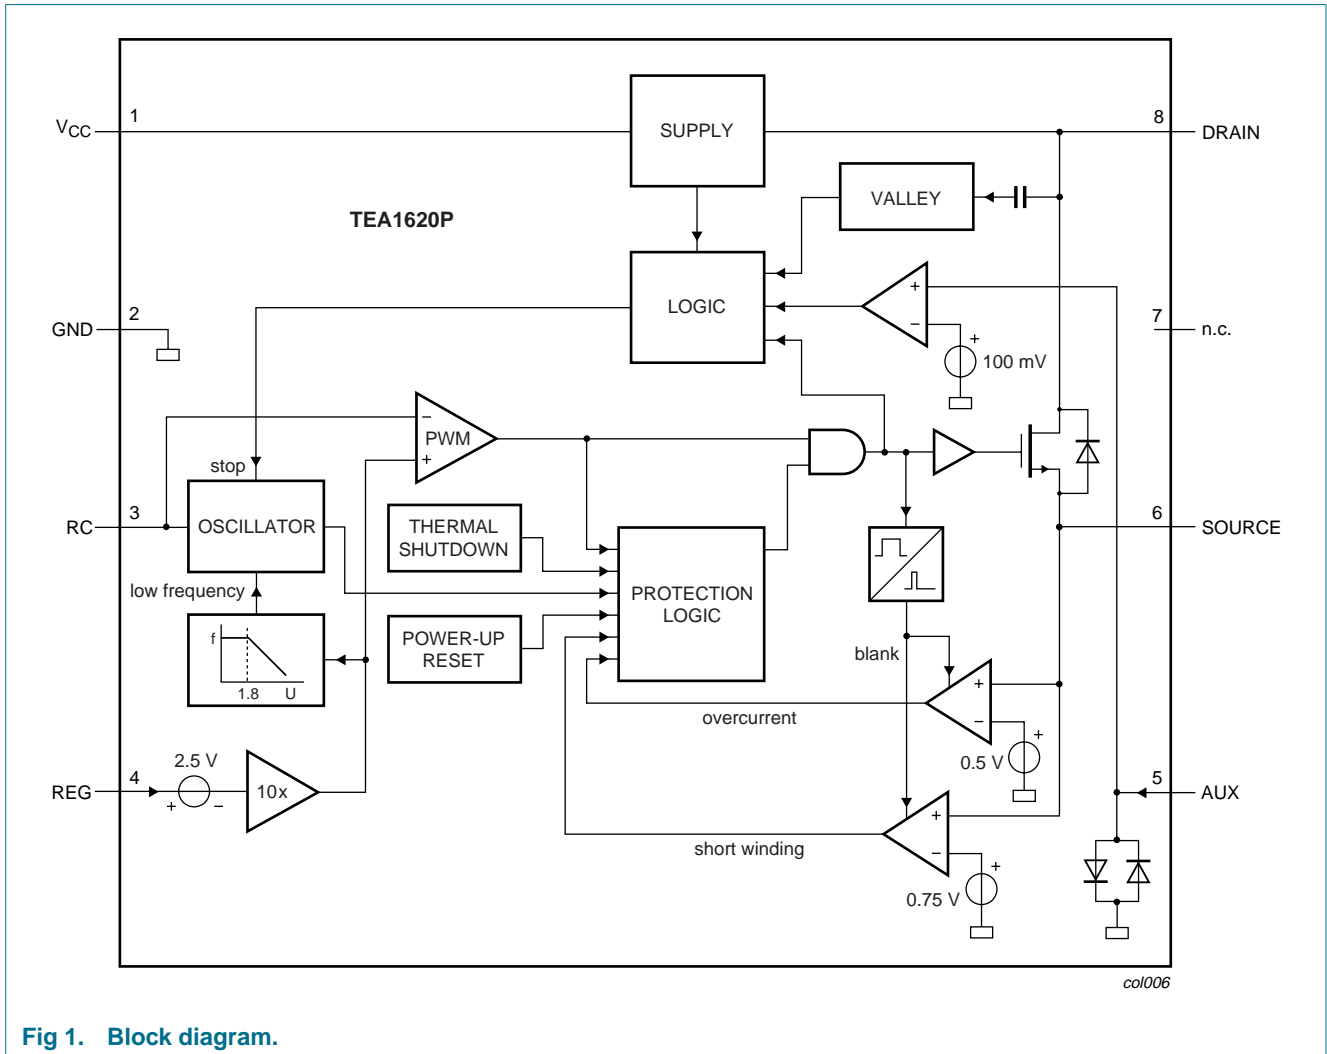 1
V_CC
SUPPLY
8
DRAIN
VALLEY
TEA1620P
2
GND
LOGIC
+
−
+
100 mV
7
n.c.
−
PWM
+
stop
3
RC
OSCILLATOR
THERMAL
SHUTDOWN
6
SOURCE
low frequency
PROTECTION
LOGIC
f
1.8 U
POWER-UP
RESET
blank
+
−
overcurrent
+
0.5 V
2.5 V
4
REG
+ −
10x
5
AUX
+
−
short winding
+
0.75 V
col006
Fig 1. Block diagram.